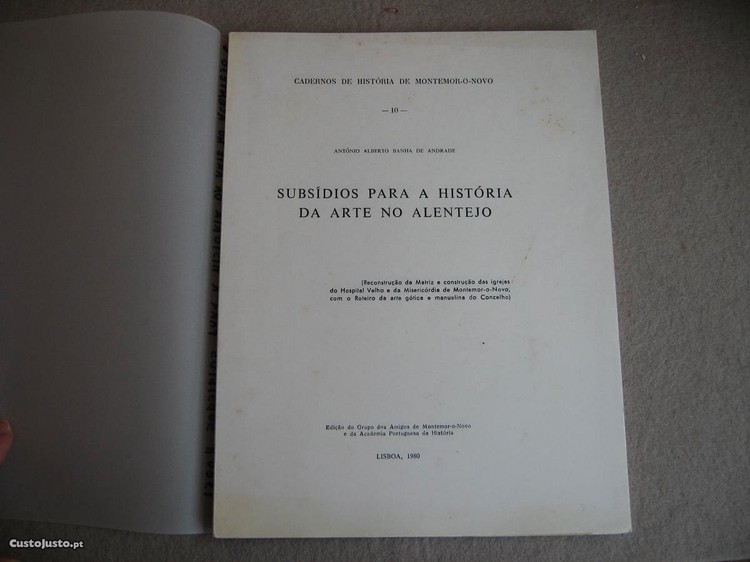 CADERNOS DE HISTÓRIA DE MONTEMOR-O-NOVO
— 10 —
ANTÓNIO ALBERTO BANHA DE ANDRADE
SUBSÍDIOS PARA A HISTÓRIA
DA ARTE NO ALENTEJO
(Reconstrução da Matriz e construção das igrejas
do Hospital Velho e da Misericórdia de Montemor-o-Novo,
com o Roteiro da arte gótica e manuelina do Concelho)
Edição do Grupo dos Amigos de Montemor-o-Novo
e da Academia Portuguesa da História
LISBOA, 1980
CustoJusto.pt